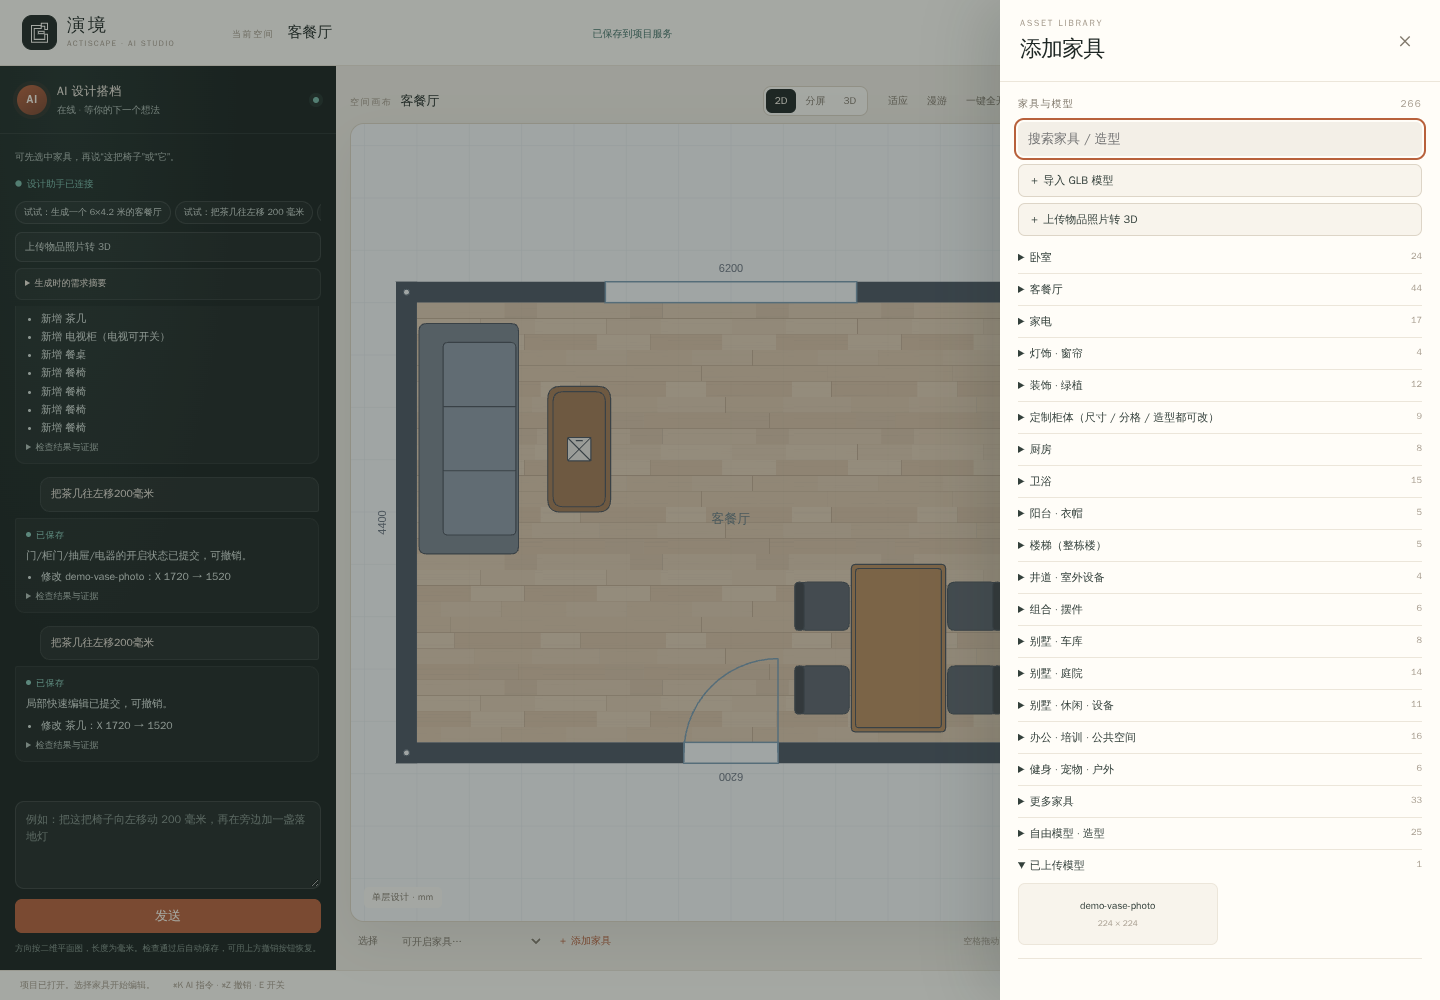 演境
ACTISCAPE · AI STUDIO
当前空间 客餐厅
已保存到项目服务
AI
AI 设计搭档
在线 · 等你的下一个想法
可先选中家具，再说“这把椅子”或“它”。
设计助手已连接
试试：生成一个 6×4.2 米的客餐厅
试试：把茶几往左移 200 毫米
上传物品照片转 3D
生成时的需求摘要
新增 茶几
新增 电视柜（电视可开关）
新增 餐桌
新增 餐椅
新增 餐椅
新增 餐椅
新增 餐椅
检查结果与证据
把茶几往左移200毫米
已保存
门/柜门/抽屉/电器的开启状态已提交，可撤销。
修改 demo-vase-photo：X 1720 → 1520
检查结果与证据
把茶几往左移200毫米
已保存
局部快速编辑已提交，可撤销。
修改 茶几：X 1720 → 1520
检查结果与证据
例如：把这把椅子向左移动 200 毫米，再在旁边加一盏落
地灯
发送
方向按二维平面图，长度为毫米。检查通过后自动保存，可用上方撤销按钮恢复。
空间画布 客餐厅
2D 分屏 3D 适应 漫游 一键全开
6200
4400
客餐厅
6200
单层设计 · mm
选择 可开启家具… + 添加家具
空格拖动
项目已打开。选择家具开始编辑。 ⌘K AI 指令 · ⌘Z 撤销 · E 开关
ASSET LIBRARY
添加家具
家具与模型 266
搜索家具 / 造型
+ 导入 GLB 模型
+ 上传物品照片转 3D
卧室 24
客餐厅 44
家电 17
灯饰 · 窗帘 4
装饰 · 绿植 12
定制柜体（尺寸 / 分格 / 造型都可改） 9
厨房 8
卫浴 15
阳台 · 衣帽 5
楼梯（整栋楼） 5
井道 · 室外设备 4
组合 · 摆件 6
别墅 · 车库 8
别墅 · 庭院 14
别墅 · 休闲 · 设备 11
办公 · 培训 · 公共空间 16
健身 · 宠物 · 户外 6
更多家具 33
自由模型 · 造型 25
已上传模型 1
demo-vase-photo
224 × 224